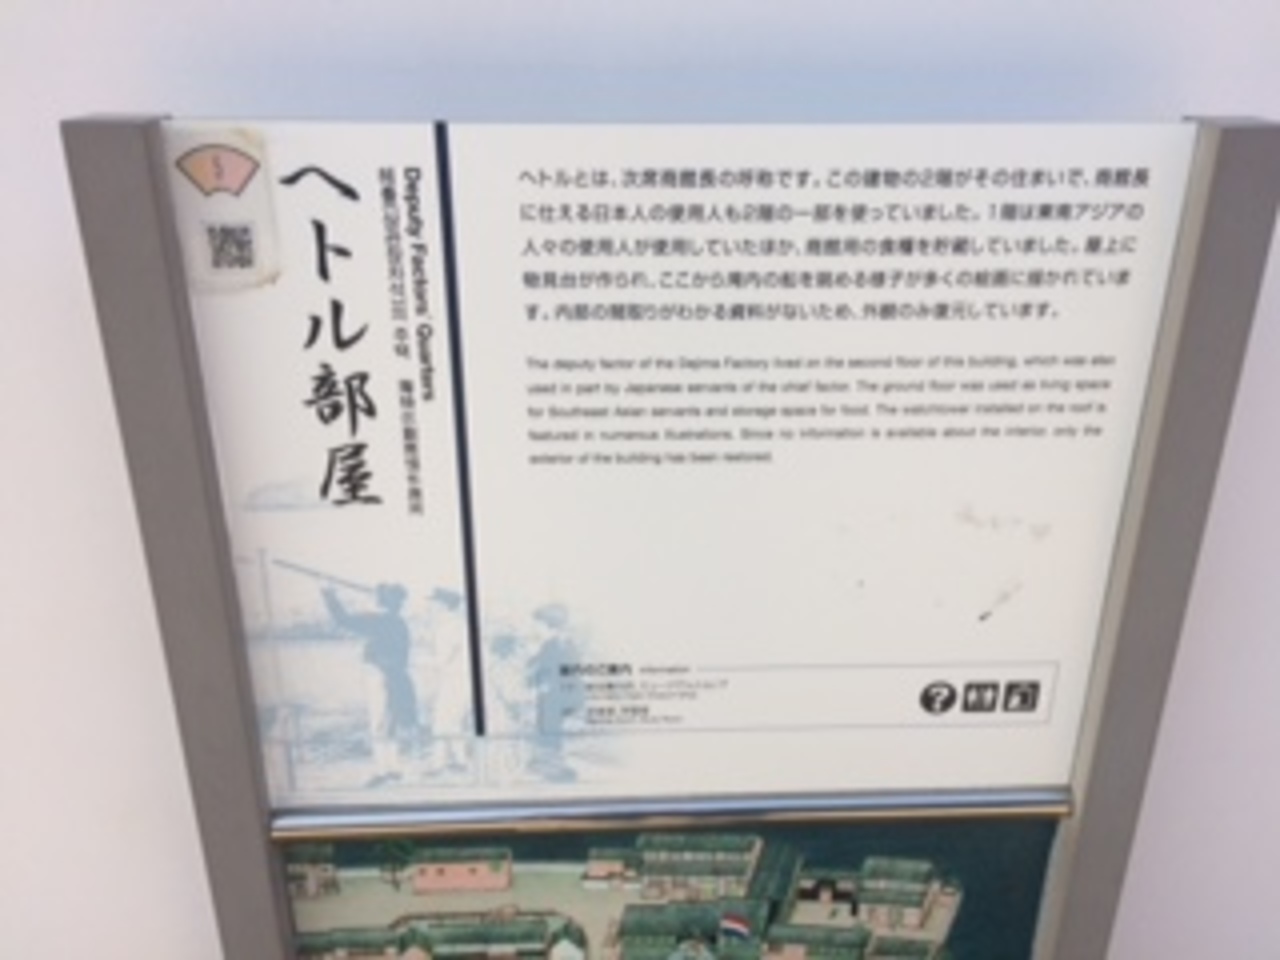 ヘトル部屋
Deputy Factors' Quarters
ヘトルとは、次席商館長の呼称です。この建物の2階がその住まいで、商館長
に仕える日本人の使用人も2階の一部を使っていました。1階は東南アジアの
人々の使用人が使用していたほか、商館用の食糧を貯蔵していました。屋上に
物見台が作られ、ここから湾内の船を眺める様子が多くの絵画に描かれていま
す。内部の間取りがわかる資料がないため、外観のみ復元しています。
The deputy factor of the Dejima Factory lived on the second floor of this building, which was also
used in part by Japanese servants of the chief factor. The ground floor was used as living space
for Southeast Asian servants and storage space for food. The watchtower installed on the roof is
featured in numerous illustrations. Since no information is available about the interior, only the
exterior of the building has been restored.
案内のご案内 Information
?